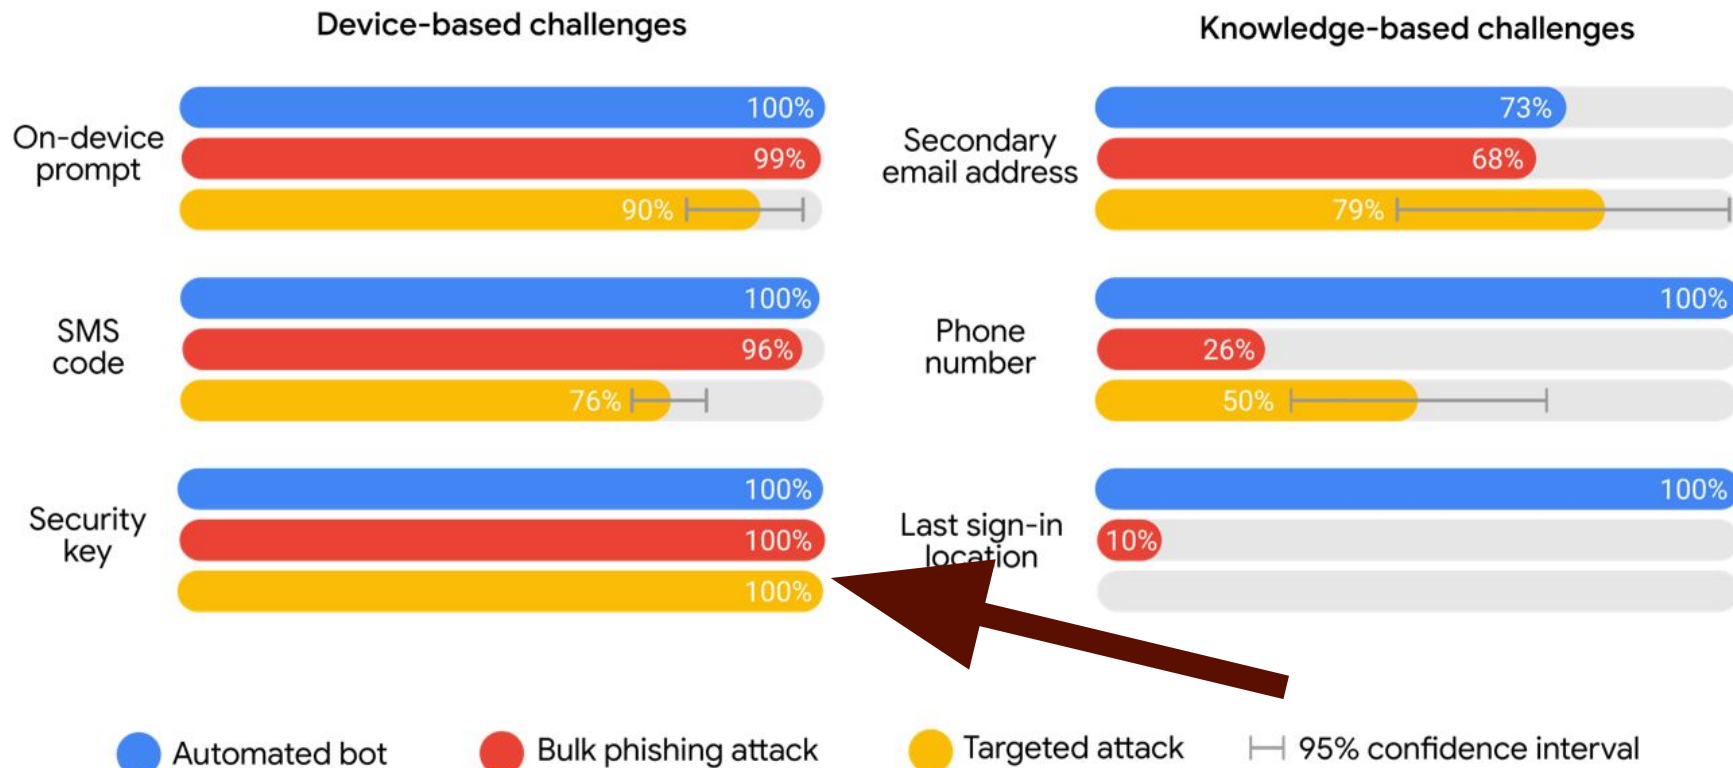 Device-based challenges
On-device
prompt
100%
99%
90%
SMS
code
100%
96%
76%
Security
key
100%
100%
100%
Knowledge-based challenges
Secondary
email address
73%
68%
79%
Phone
number
100%
26%
50%
Last sign-in
location
100%
10%
Automated bot
Bulk phishing attack
Targeted attack
95% confidence interval